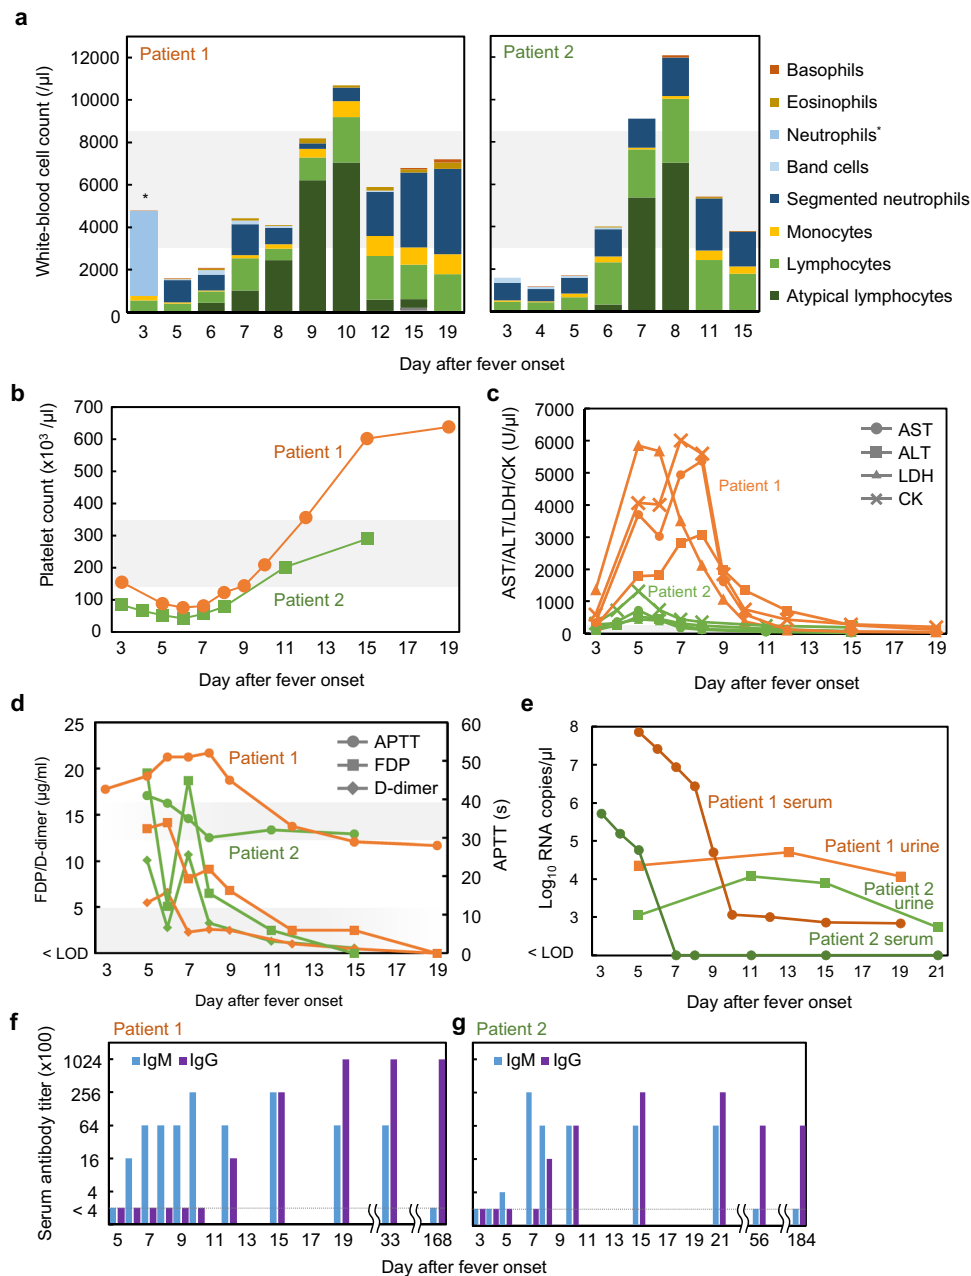 a
Patient 1
Patient 2
White-blood cell count (/µl)
12000
10000
8000
6000
4000
2000
0
*
3 5 6 7 8 9 10 12 15 19
3 4 5 6 7 8 11 15
Day after fever onset
Basophils
Eosinophils
Neutrophils*
Band cells
Segmented neutrophils
Monocytes
Lymphocytes
Atypical lymphocytes
b
Platelet count (x10³ /µl)
700
600
500
400
300
200
100
0
Patient 1
Patient 2
3 5 7 9 11 13 15 17 19
Day after fever onset
c
AST/ALT/LDH/CK (U/µl)
7000
6000
5000
4000
3000
2000
1000
0
AST
ALT
LDH
CK
Patient 1
Patient 2
3 5 7 9 11 13 15 17 19
Day after fever onset
d
FDP/D-dimer (µg/ml)
25
20
15
10
5
< LOD
APTT (s)
60
50
40
30
20
10
0
Patient 1
Patient 2
APTT
FDP
D-dimer
3 5 7 9 11 13 15 17 19
Day after fever onset
e
Log₁₀ RNA copies/µl
8
7
6
5
4
3
< LOD
Patient 1 serum
Patient 1 urine
Patient 2
urine
Patient 2 serum
3 5 7 9 11 13 15 17 19 21
Day after fever onset
f
Patient 1
Serum antibody titer (x100)
1024
256
64
16
4
< 4
IgM IgG
5 7 9 11 13 15 17 19 33 168
g
Patient 2
IgM IgG
3 5 7 9 11 13 15 17 19 21 56 184
Day after fever onset